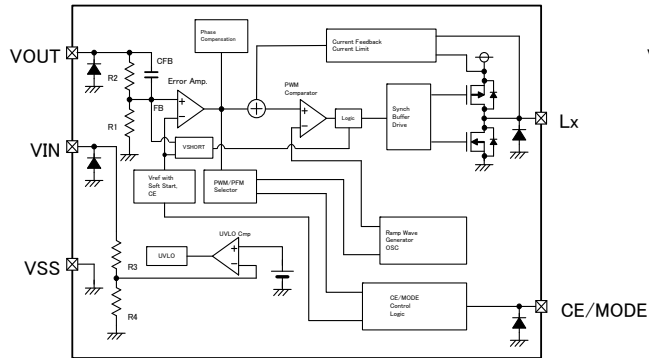 Phase
Compensation
Current Feedback
Current Limit
VOUT
CFB
R2
Error Amp.
+
−
FB
R1
+
PWM
Comparator
+
−
Logic
Synch
Buffer
Drive
Lx
VIN
VSHORT
Vref with
Soft Start,
CE
PWM/PFM
Selector
Ramp Wave
Generator
OSC
UVLO Cmp
+
−
UVLO
VSS
R3
R4
CE/MODE
Control
Logic
CE/MODE